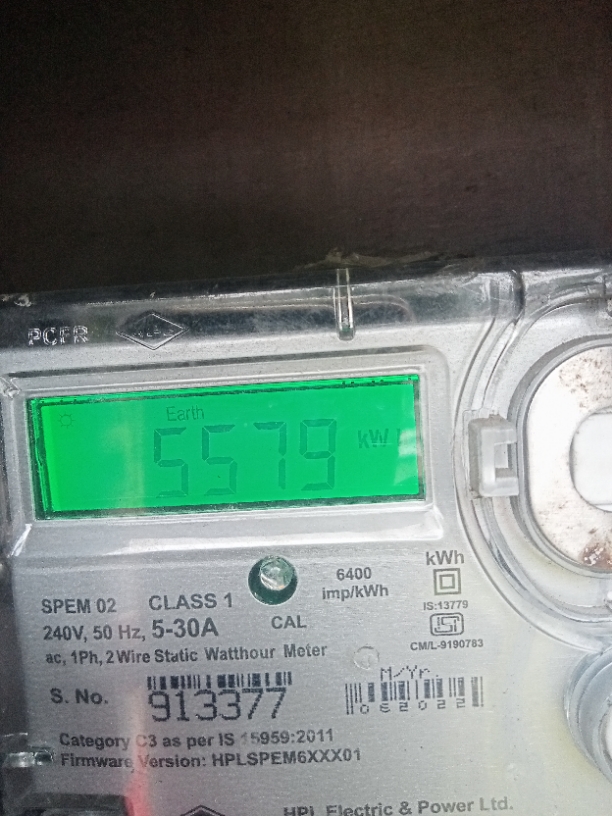 Earth
5579 kW
kWh
SPEM 02 CLASS 1
6400
imp/kWh
IS:13779
240V, 50 Hz, 5-30A
CAL
CM/L-9190783
ac, 1Ph, 2 Wire Static Watthour Meter
M/Yr.
S. No. 913377
062022
Category C3 as per IS 15959:2011
Firmware Version: HPLSPEM6XXX01
HPL Electric & Power Ltd.